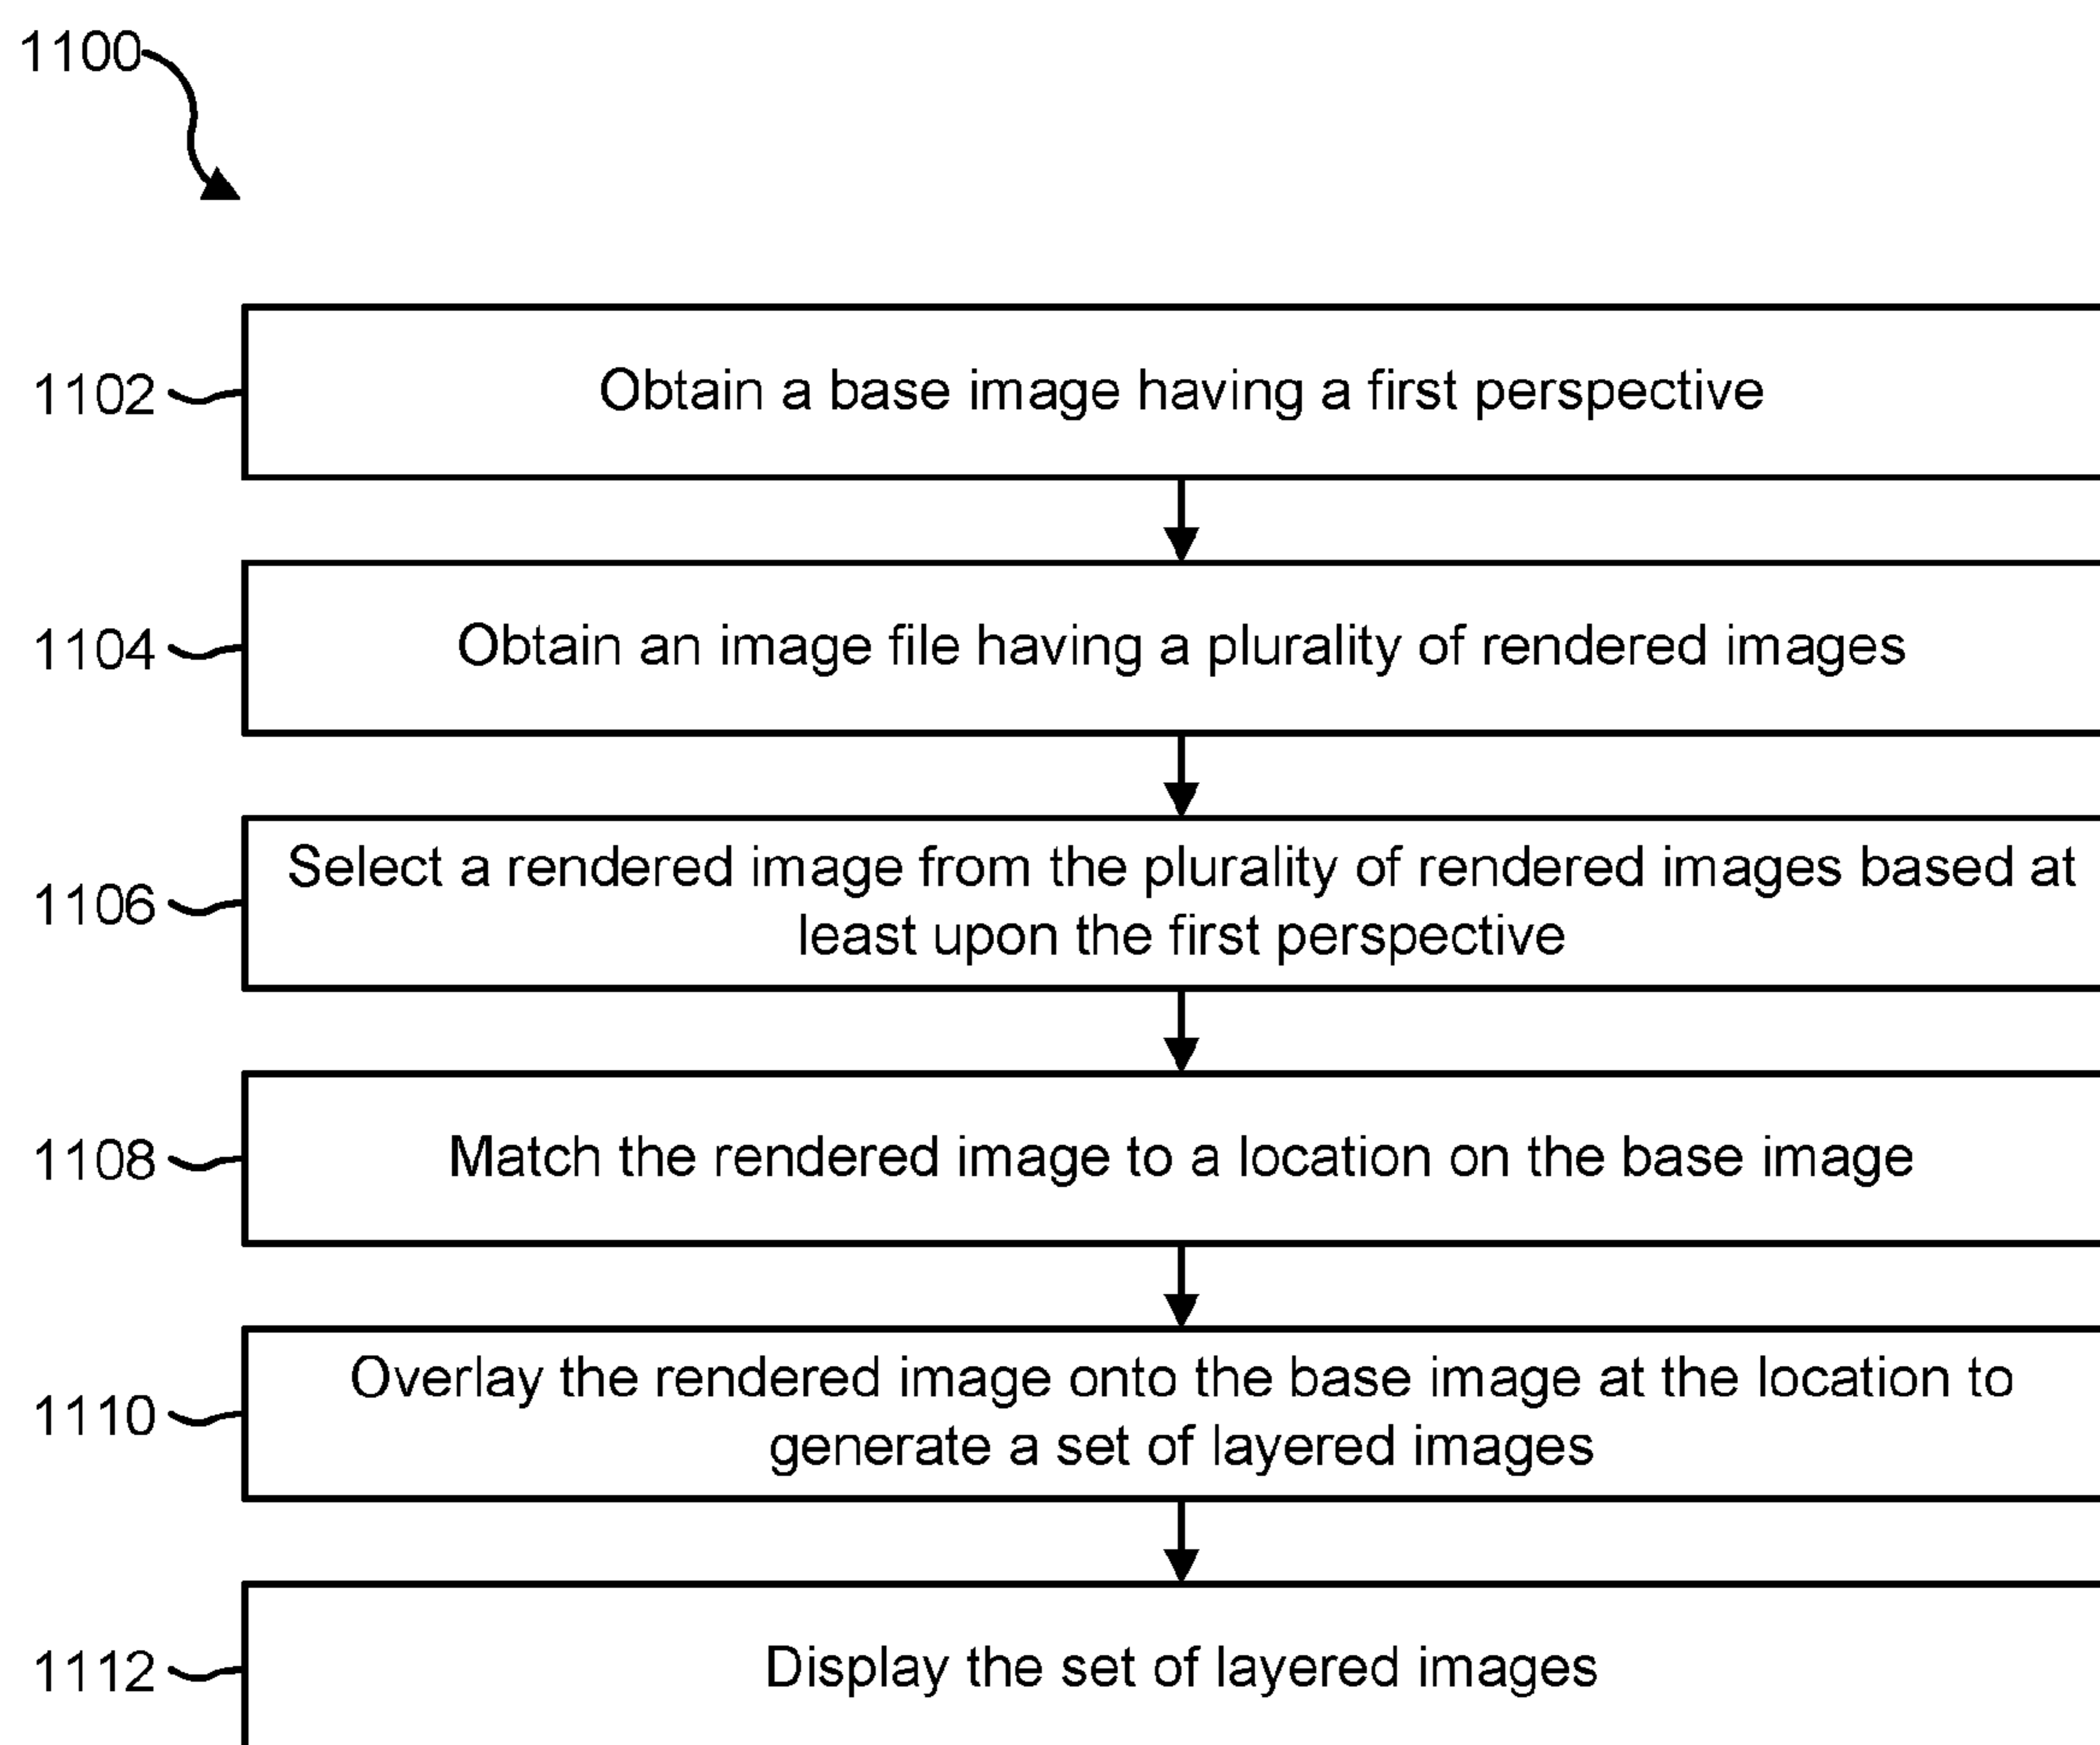 1100
1102
Obtain a base image having a first perspective
1104
Obtain an image file having a plurality of rendered images
1106
Select a rendered image from the plurality of rendered images based at
least upon the first perspective
1108
Match the rendered image to a location on the base image
1110
Overlay the rendered image onto the base image at the location to
generate a set of layered images
1112
Display the set of layered images